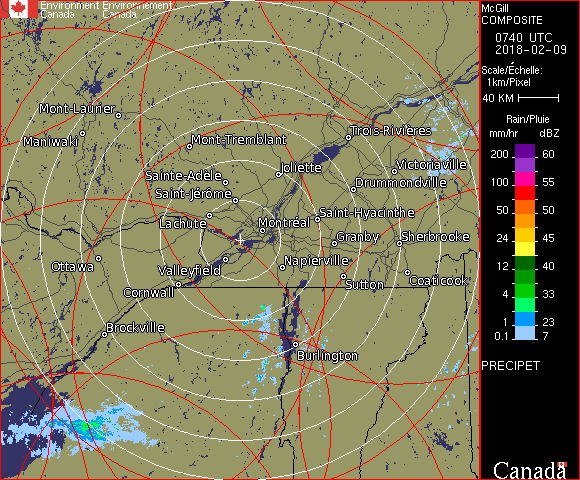 Environment Environnement
Canada Canada
Mont-Laurier
Maniwaki
Mont-Tremblant
Trois-Rivières
Sainte-Adèle
Joliette
Victoriaville
Saint-Jérôme
Drummondville
Lachute
Montréal
Saint-Hyacinthe
Granby
Sherbrooke
Ottawa
Valleyfield
Napierville
Cornwall
Sutton
Coaticook
Brockville
Burlington
McGill
COMPOSITE
0740 UTC
2018-02-09
Scale/Échelle:
1km/Pixel
40 KM
Rain/Pluie
mm/hr dBZ
200 60
100 55
50 50
24 45
12 40
4 33
1 23
0.1 7
PRECIPET
Canada